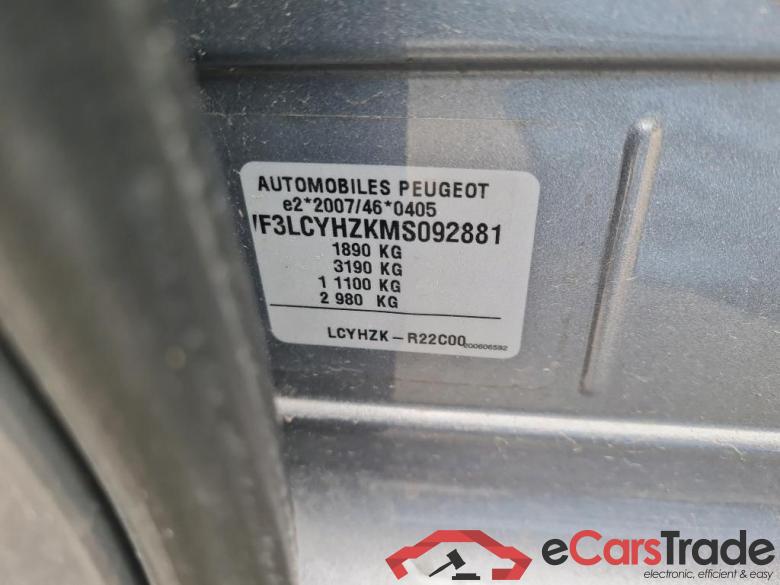 AUTOMOBILES PEUGEOT
e2*2007/46*0405
VF3LCYHZKMS092881
1890 KG
3190 KG
1 1100 KG
2 980 KG
LCYHZK-R22C00
200606592
eCarsTrade
electronic, efficient & easy